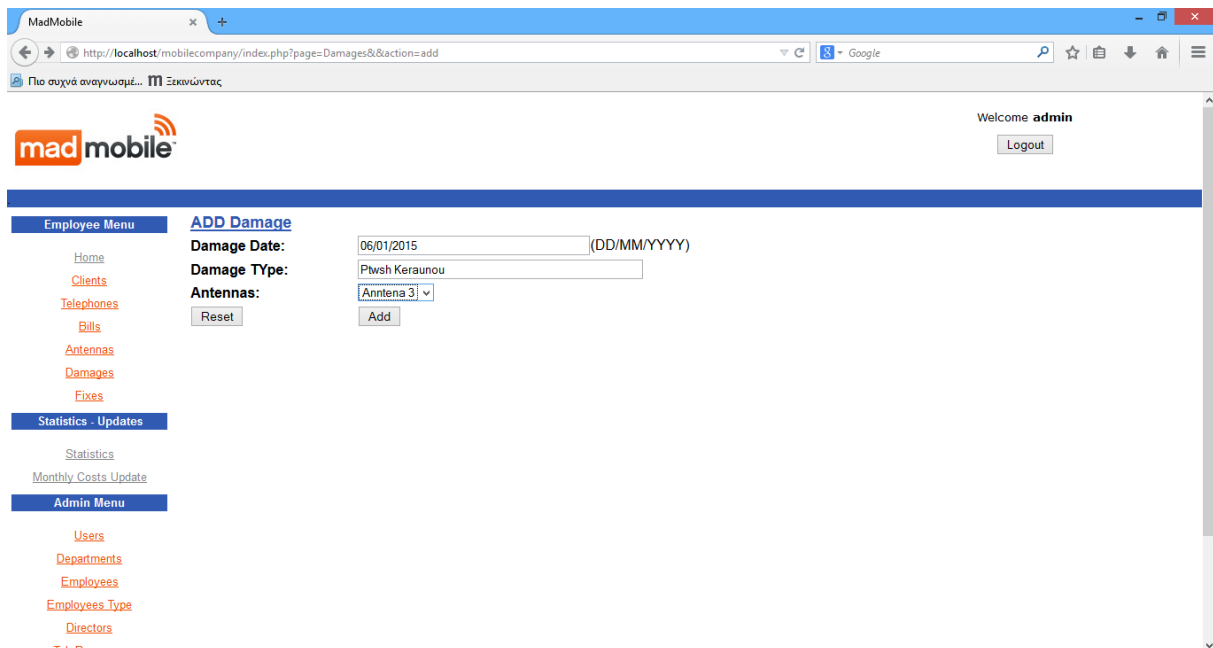 MadMobile
http://localhost/mobilecompany/index.php?page=Damages&&action=add
Google
Πιο συχνά αναγνωσμέ... Ξεκινώντας
mad mobile
Welcome admin
Logout
Employee Menu
Home
Clients
Telephones
Bills
Antennas
Damages
Fixes
Statistics - Updates
Statistics
Monthly Costs Update
Admin Menu
Users
Departments
Employees
Employees Type
Directors
ADD Damage
Damage Date: 06/01/2015 (DD/MM/YYYY)
Damage TYpe: Ptwsh Keraunou
Antennas: Anntena 3
Reset Add